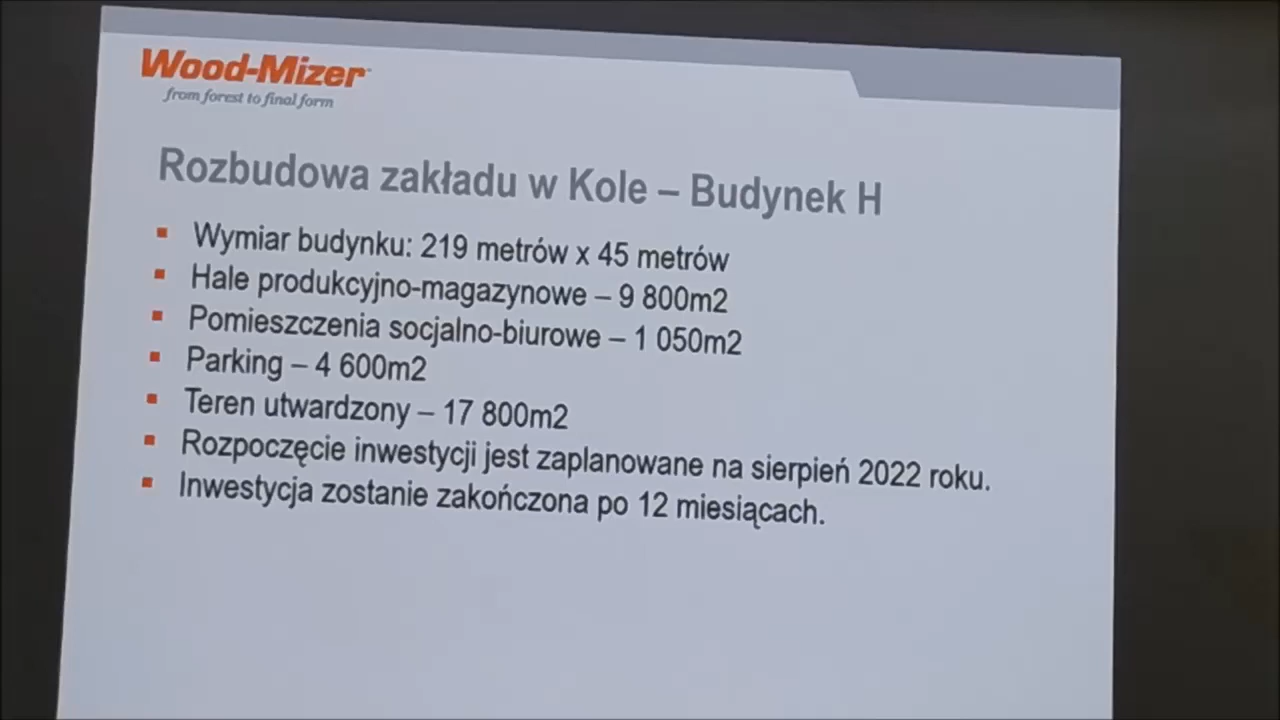 Wood-Mizer
from forest to final form
Rozbudowa zakładu w Kole – Budynek H
Wymiar budynku: 219 metrów x 45 metrów
Hale produkcyjno-magazynowe – 9 800m2
Pomieszczenia socjalno-biurowe – 1 050m2
Parking – 4 600m2
Teren utwardzony – 17 800m2
Rozpoczęcie inwestycji jest zaplanowane na sierpień 2022 roku.
Inwestycja zostanie zakończona po 12 miesiącach.